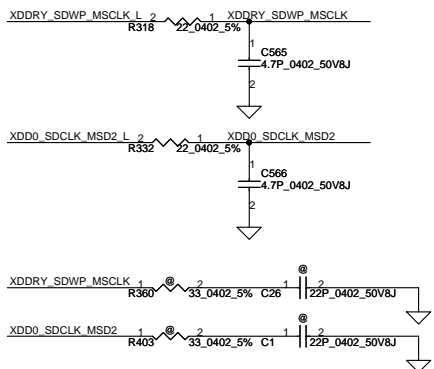 XDDRY_SDWP_MSCLK_L 2 1 XDDRY_SDWP_MSCLK
R318 22_0402_5%
1
C565
4.7P_0402_50V8J
2
XDD0_SDCLK_MSD2_L 2 1 XDD0_SDCLK_MSD2
R332 22_0402_5%
1
C566
4.7P_0402_50V8J
2
@
XDDRY_SDWP_MSCLK 1 @ 2 1 2
R360 33_0402_5% C26 22P_0402_50V8J
@
XDD0_SDCLK_MSD2 1 @ 2 1 2
R403 33_0402_5% C1 22P_0402_50V8J